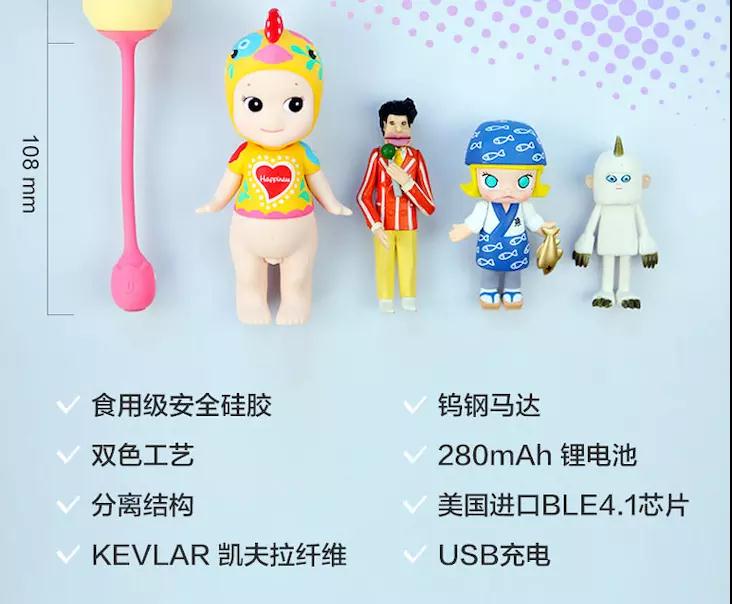 108 mm
Happiness
食用级安全硅胶
钨钢马达
双色工艺
280mAh 锂电池
分离结构
美国进口BLE4.1芯片
KEVLAR 凯夫拉纤维
USB充电